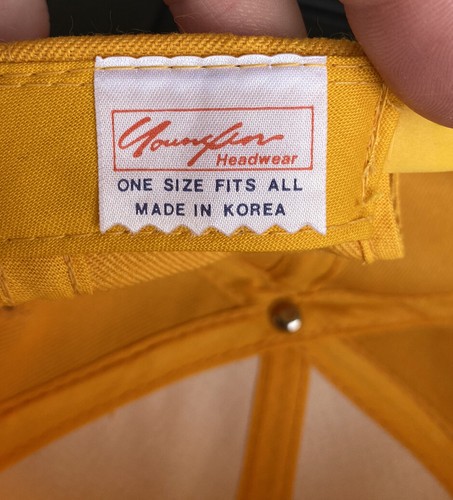 Youngan
Headwear
ONE SIZE FITS ALL
MADE IN KOREA